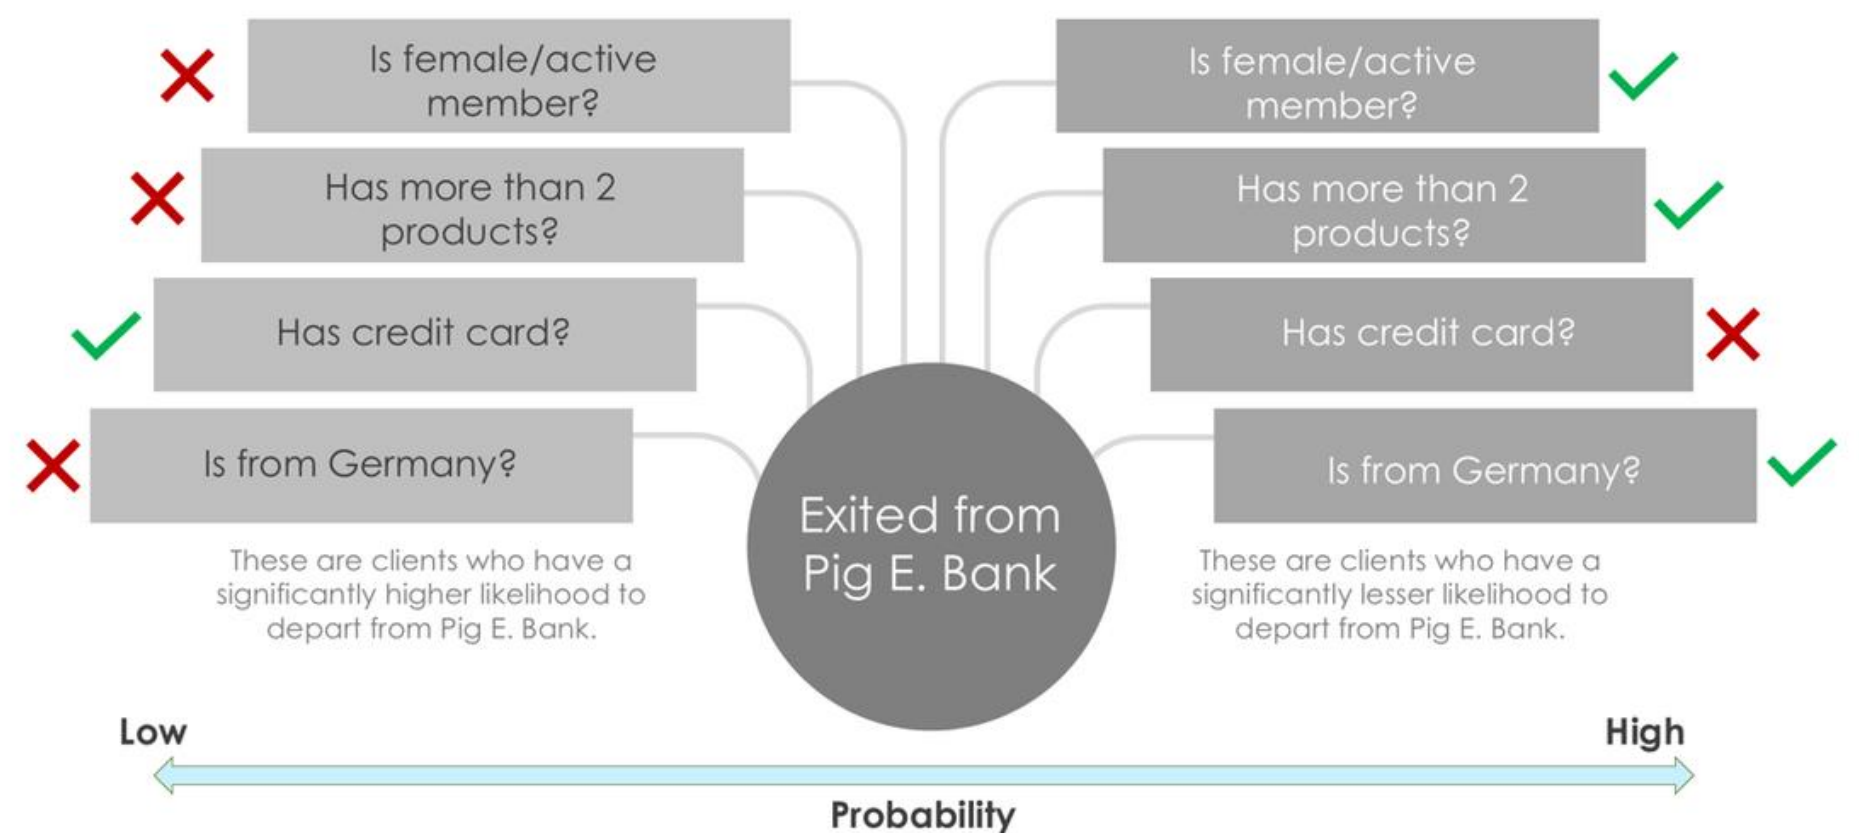 Is female/active
member?
Has more than 2
products?
Has credit card?
Is from Germany?
These are clients who have a
significantly higher likelihood to
depart from Pig E. Bank.
Exited from
Pig E. Bank
Is female/active
member?
Has more than 2
products?
Has credit card?
Is from Germany?
These are clients who have a
significantly lesser likelihood to
depart from Pig E. Bank.
Low
High
Probability